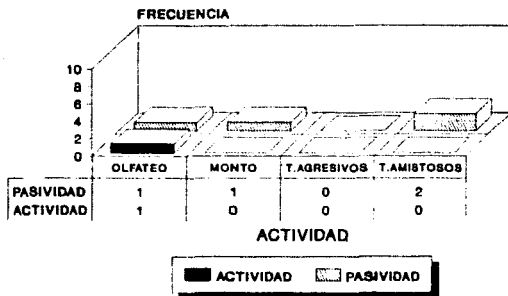 FRECUENCIA
10
8
6
4
2
0
OLFATEO MONTO T.AGRESIVOS T.AMISTOSOS
PASIVIDAD 1 1 0 2
ACTIVIDAD 1 0 0 0
ACTIVIDAD
ACTIVIDAD PASIVIDAD